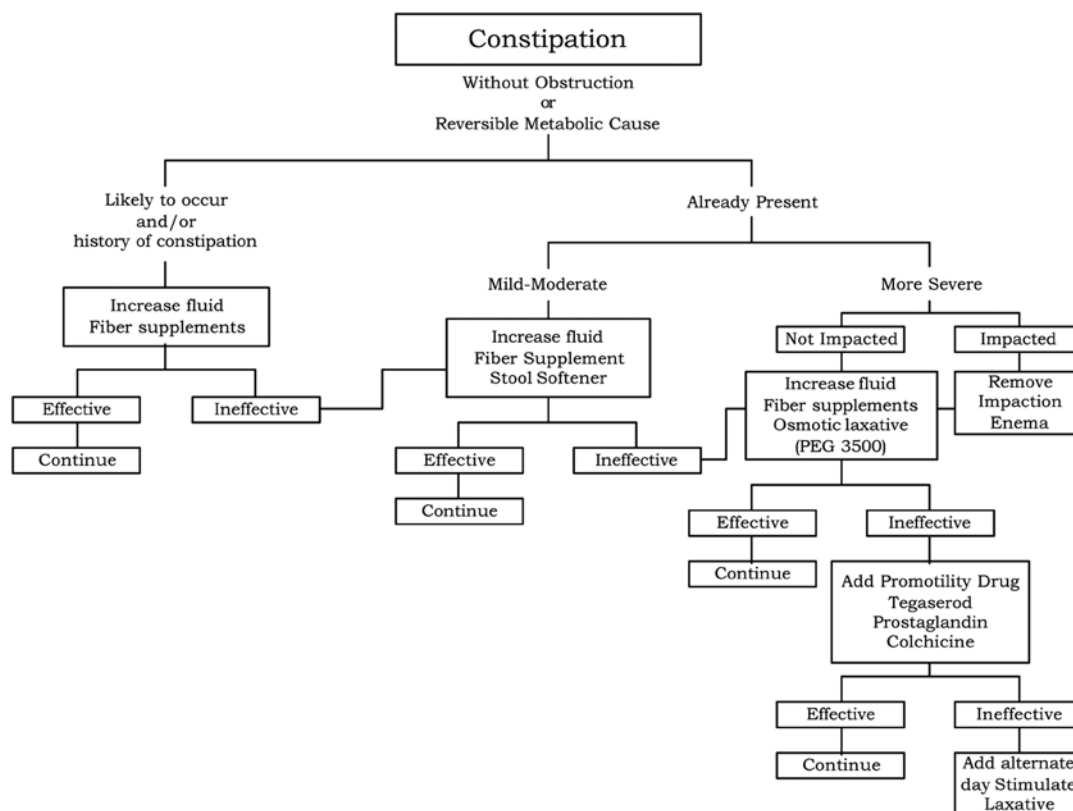 Constipation
Without Obstruction
or
Reversible Metabolic Cause
Likely to occur
and/or
history of constipation
Already Present
Increase fluid
Fiber supplements
Effective
Ineffective
Continue
Mild-Moderate
Increase fluid
Fiber Supplement
Stool Softener
Effective
Ineffective
Continue
More Severe
Not Impacted
Impacted
Increase fluid
Fiber supplements
Osmotic laxative
(PEG 3500)
Remove
Impaction
Enema
Effective
Ineffective
Continue
Add Promotility Drug
Tegaserod
Prostaglandin
Colchicine
Effective
Ineffective
Continue
Add alternate
day Stimulate
Laxative